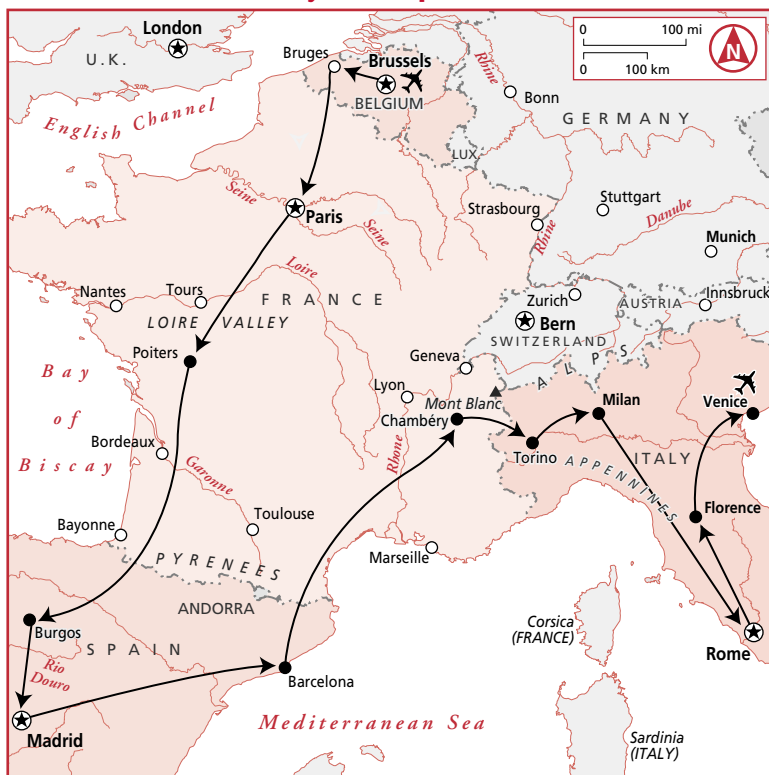 London
U.K.
Bruges
Brussels
BELGIUM
0 100 mi
0 100 km
N
English Channel
Rhine
Bonn
GERMANY
LUX.
Seine
Paris
Seine
Strasbourg
Rhine
Stuttgart
Danube
Munich
Nantes
Tours
Loire
FRANCE
LOIRE VALLEY
Zurich
AUSTRIA
Innsbruck
Bern
SWITZERLAND
Poiters
Geneva
ALPS
Bay
of
Biscay
Lyon
Mont Blanc
Chambéry
Milan
Venice
Bordeaux
Garonne
Rhone
Torino
APPENNINES
ITALY
Toulouse
Florence
Bayonne
PYRENEES
Marseille
ANDORRA
Burgos
SPAIN
Rio
Douro
Barcelona
Corsica
(FRANCE)
Rome
Madrid
Mediterranean Sea
Sardinia
(ITALY)